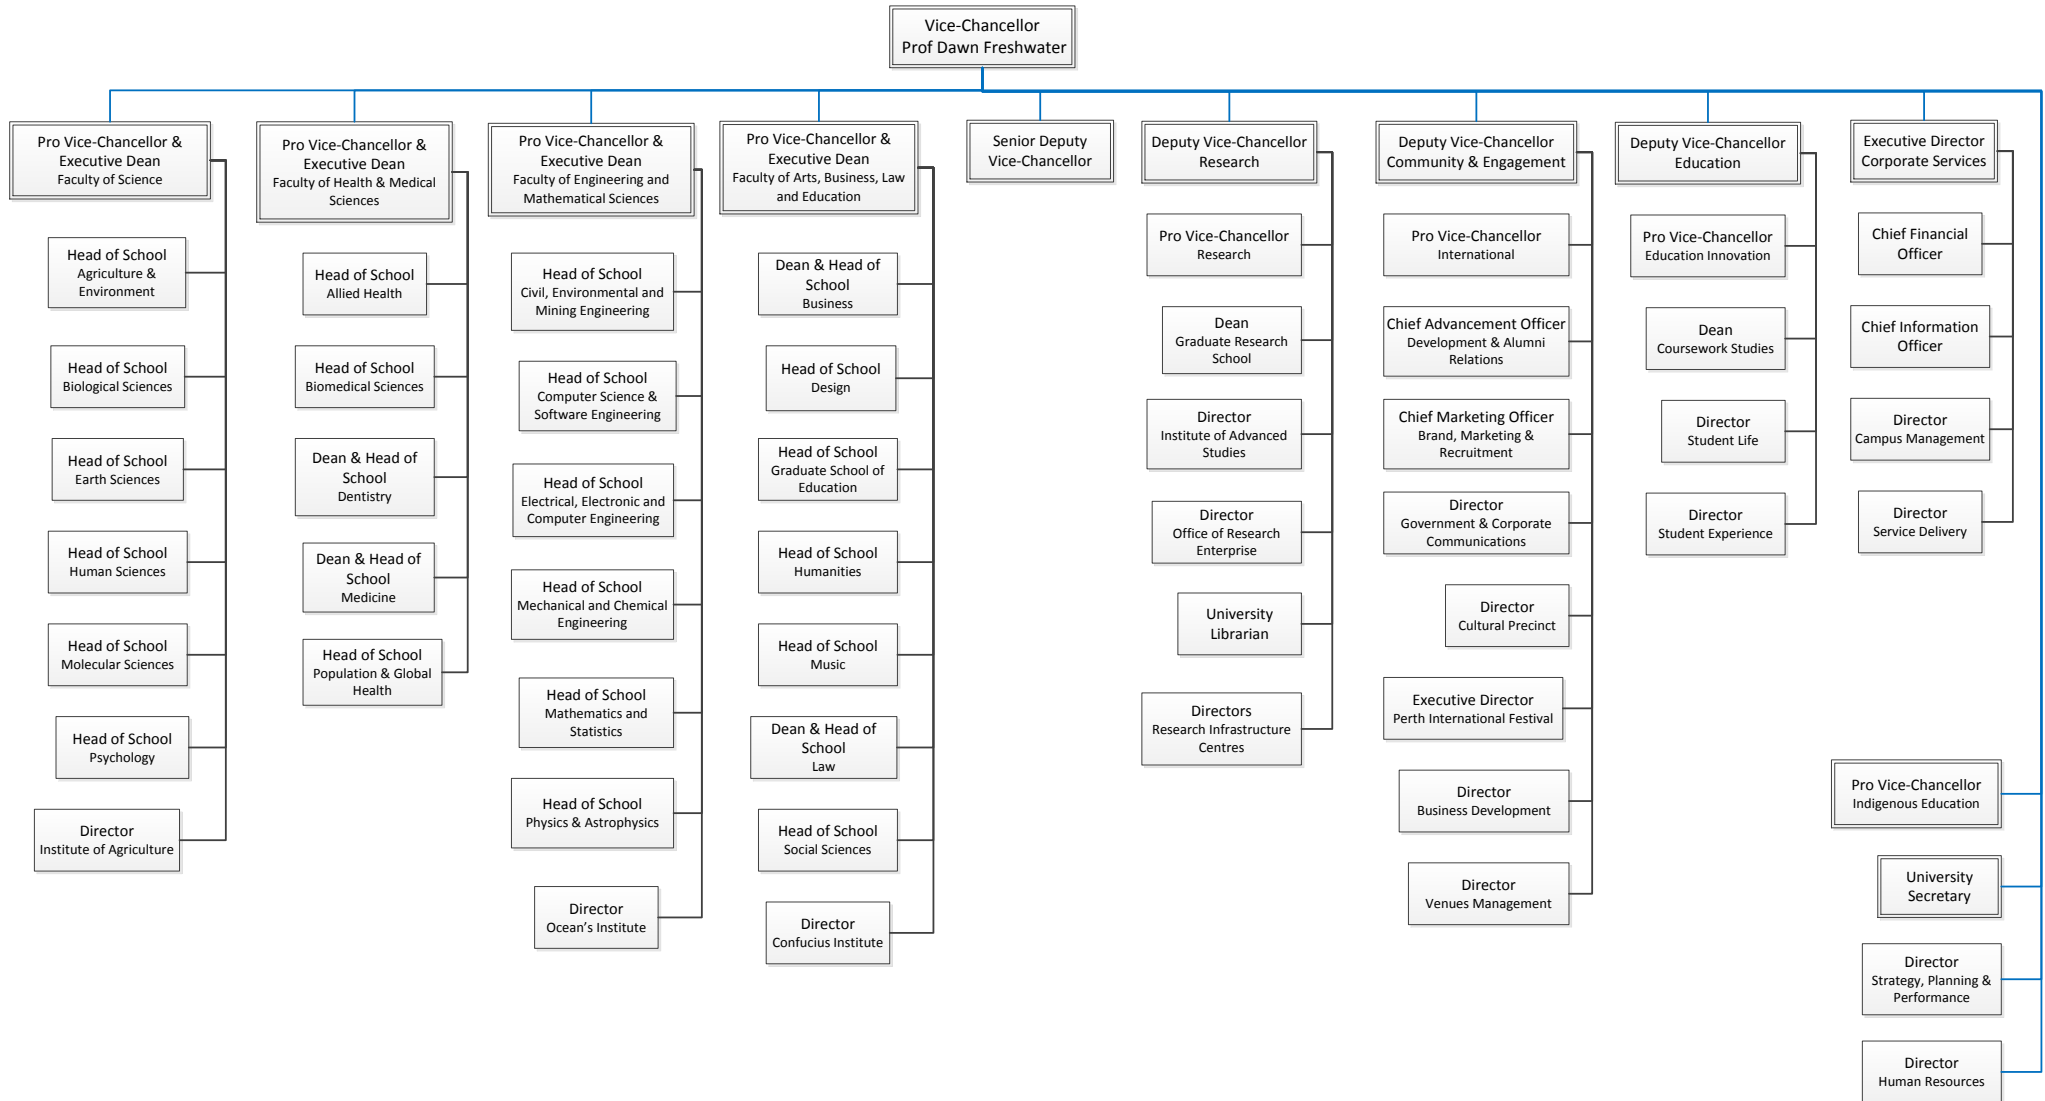 Vice-Chancellor
Prof Dawn Freshwater
Pro Vice-Chancellor &
Executive Dean
Faculty of Science
Head of School
Agriculture &
Environment
Head of School
Biological Sciences
Head of School
Earth Sciences
Head of School
Human Sciences
Head of School
Molecular Sciences
Head of School
Psychology
Director
Institute of Agriculture
Pro Vice-Chancellor &
Executive Dean
Faculty of Health & Medical
Sciences
Head of School
Allied Health
Head of School
Biomedical Sciences
Dean & Head of
School
Dentistry
Dean & Head of
School
Medicine
Head of School
Population & Global
Health
Pro Vice-Chancellor &
Executive Dean
Faculty of Engineering and
Mathematical Sciences
Head of School
Civil, Environmental and
Mining Engineering
Head of School
Computer Science &
Software Engineering
Head of School
Electrical, Electronic and
Computer Engineering
Head of School
Mechanical and Chemical
Engineering
Head of School
Mathematics and
Statistics
Head of School
Physics & Astrophysics
Director
Ocean's Institute
Pro Vice-Chancellor &
Executive Dean
Faculty of Arts, Business, Law
and Education
Dean & Head of
School
Business
Head of School
Design
Head of School
Graduate School of
Education
Head of School
Humanities
Head of School
Music
Dean & Head of
School
Law
Head of School
Social Sciences
Director
Confucius Institute
Senior Deputy
Vice-Chancellor
Deputy Vice-Chancellor
Research
Pro Vice-Chancellor
Research
Dean
Graduate Research
School
Director
Institute of Advanced
Studies
Director
Office of Research
Enterprise
University
Librarian
Directors
Research Infrastructure
Centres
Deputy Vice-Chancellor
Community & Engagement
Pro Vice-Chancellor
International
Chief Advancement Officer
Development & Alumni
Relations
Chief Marketing Officer
Brand, Marketing &
Recruitment
Director
Government & Corporate
Communications
Director
Cultural Precinct
Executive Director
Perth International Festival
Director
Business Development
Director
Venues Management
Deputy Vice-Chancellor
Education
Pro Vice-Chancellor
Education Innovation
Dean
Coursework Studies
Director
Student Life
Director
Student Experience
Executive Director
Corporate Services
Chief Financial
Officer
Chief Information
Officer
Director
Campus Management
Director
Service Delivery
Pro Vice-Chancellor
Indigenous Education
University
Secretary
Director
Strategy, Planning &
Performance
Director
Human Resources